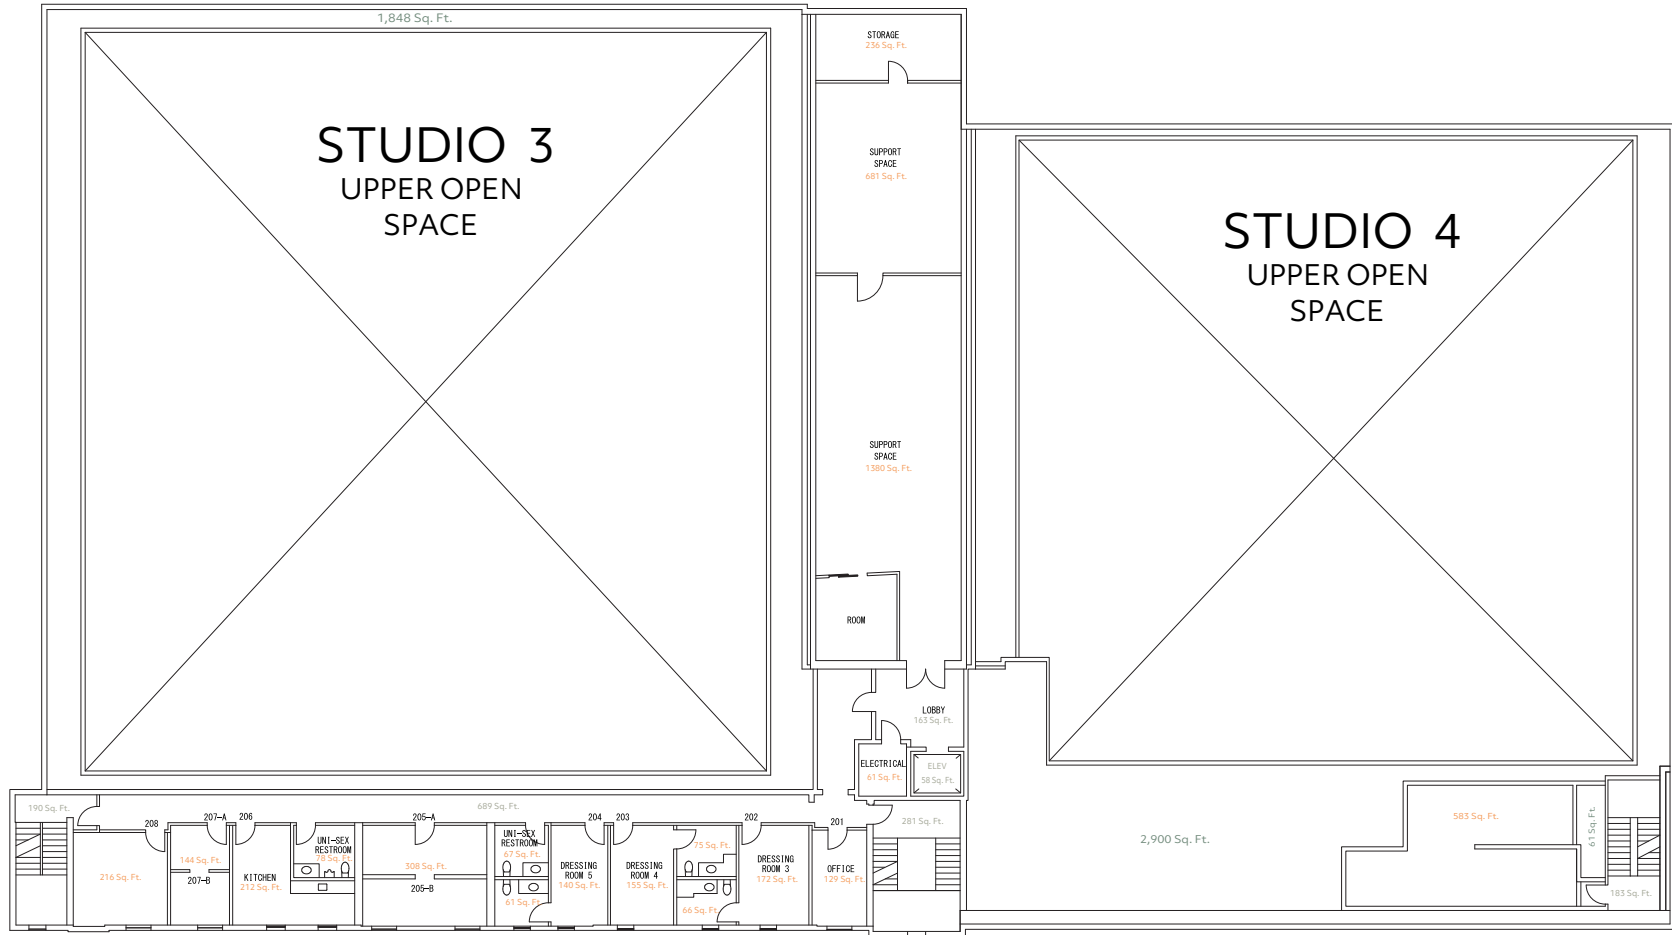 1,848 Sq. Ft.
STORAGE
236 Sq. Ft.
STUDIO 3
UPPER OPEN
SPACE
SUPPORT
SPACE
681 Sq. Ft.
STUDIO 4
UPPER OPEN
SPACE
SUPPORT
SPACE
1380 Sq. Ft.
ROOM
LOBBY
163 Sq. Ft.
ELECTRICAL
61 Sq. Ft.
ELEV
58 Sq. Ft.
190 Sq. Ft.
689 Sq. Ft.
208
207-A
206
205-A
204
203
202
201
281 Sq. Ft.
2,900 Sq. Ft.
583 Sq. Ft.
61 Sq. Ft.
216 Sq. Ft.
144 Sq. Ft.
207-B
KITCHEN
212 Sq. Ft.
UNI-SEX
RESTROOM
78 Sq. Ft.
308 Sq. Ft.
205-B
UNI-SEX
RESTROOM
67 Sq. Ft.
61 Sq. Ft.
DRESSING
ROOM 5
140 Sq. Ft.
DRESSING
ROOM 4
155 Sq. Ft.
75 Sq. Ft.
66 Sq. Ft.
DRESSING
ROOM 3
172 Sq. Ft.
OFFICE
129 Sq. Ft.
183 Sq. Ft.